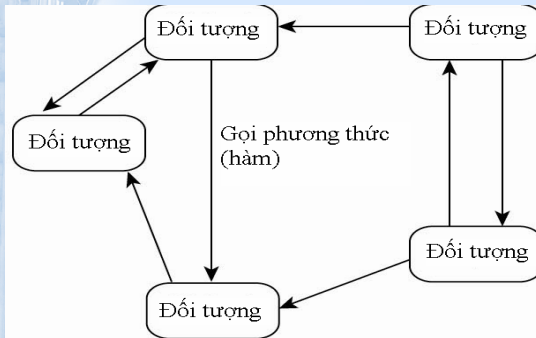 Đối tượng
Đối tượng
Đối tượng
Gọi phương thức
(hàm)
Đối tượng
Đối tượng